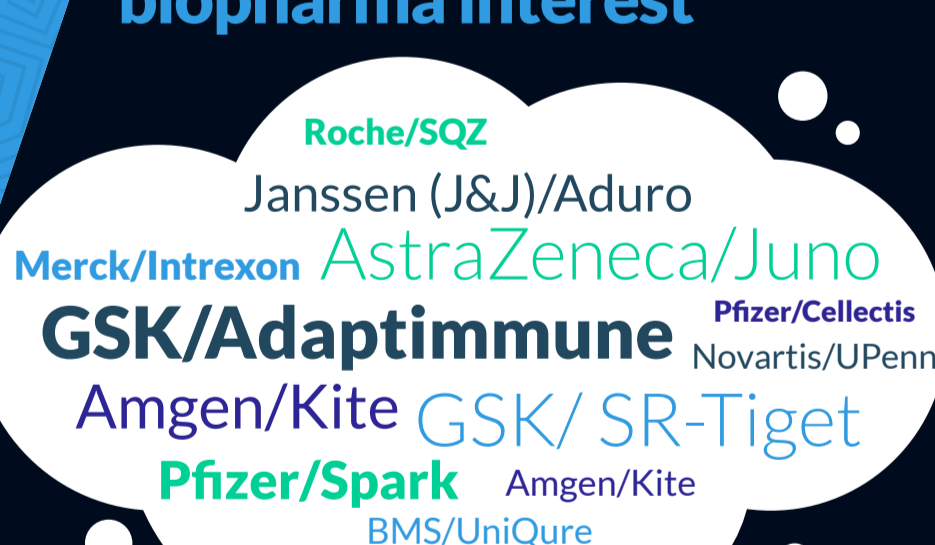 biopharma interest
Roche/SQZ
Janssen (J&J)/Aduro
Merck/Intrexon AstraZeneca/Juno
GSK/Adaptimmune Pfizer/Cellectis
Novartis/UPenn
Amgen/Kite GSK/ SR-Tiget
Pfizer/Spark Amgen/Kite
BMS/UniQure